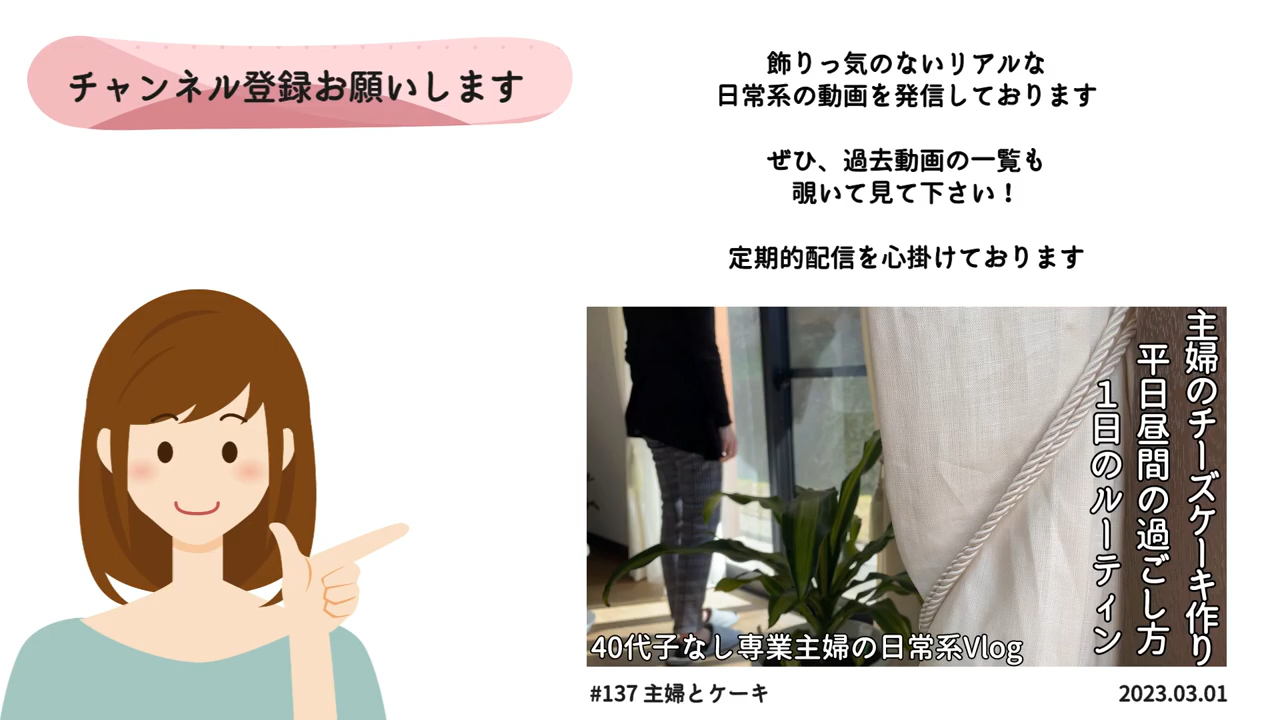 チャンネル登録お願いします
飾りっ気のないリアルな
日常系の動画を発信しております
ぜひ、過去動画の一覧も
覗いて見て下さい！
定期的配信を心掛けております
主婦のチーズケーキ作り
平日昼間の過ごし方
１日のルーティン
40代子なし専業主婦の日常系Vlog
#137 主婦とケーキ
2023.03.01